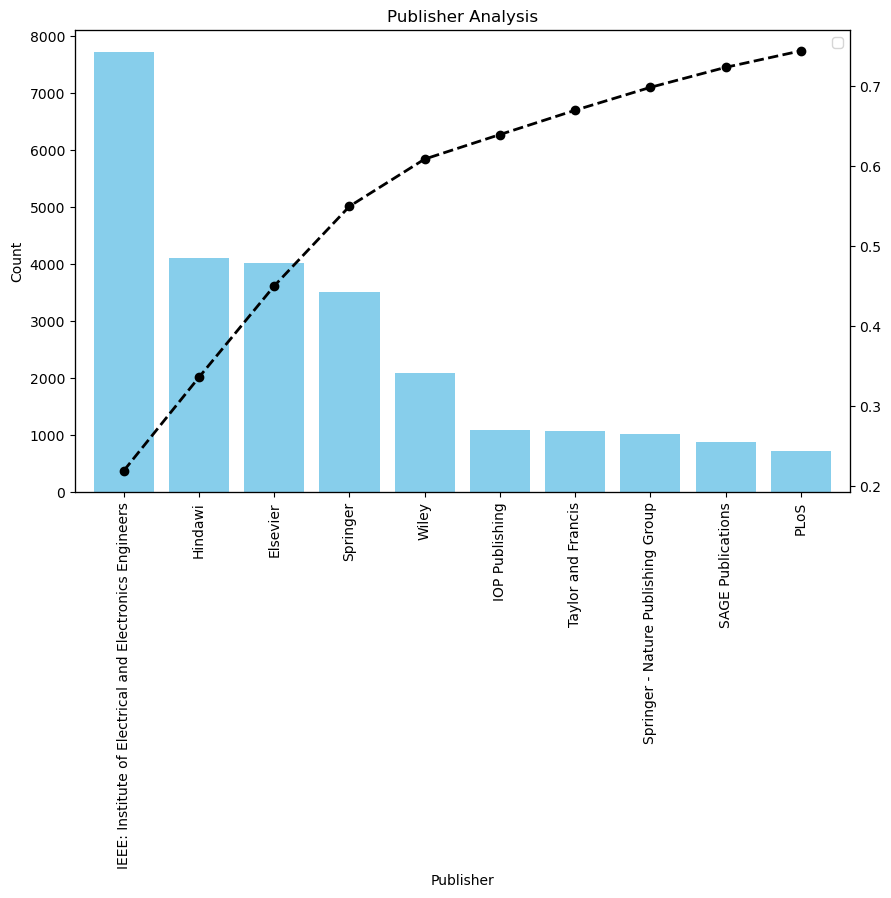 Publisher Analysis
8000
7000
6000
5000
4000
3000
2000
1000
0
Count
0.7
0.6
0.5
0.4
0.3
0.2
IEEE: Institute of Electrical and Electronics Engineers
Hindawi
Elsevier
Springer
Wiley
IOP Publishing
Taylor and Francis
Springer - Nature Publishing Group
SAGE Publications
PLoS
Publisher